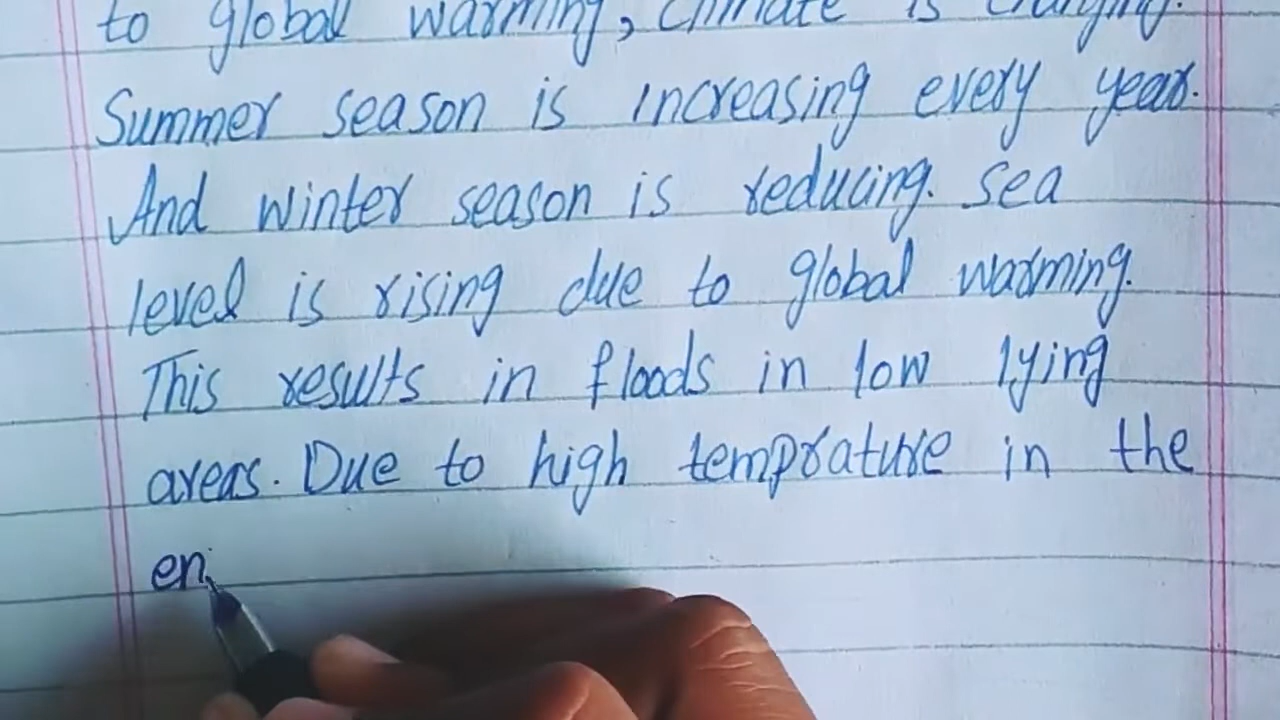 to global warming, climate is changing.
Summer season is increasing every year.
And winter season is reducing. Sea
level is rising due to global warming.
This results in floods in low lying
areas. Due to high temprature in the
en